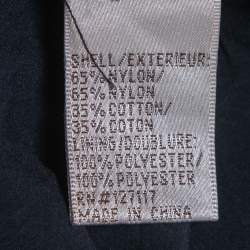 SHELL/EXTERIEUR:
65%NYLON/
65%NYLON
35%COTTON/
35%COTON
LINING/DOUBLURE:
100%POLYESTER/
100%POLYESTER
RN#127117
MADE IN CHINA